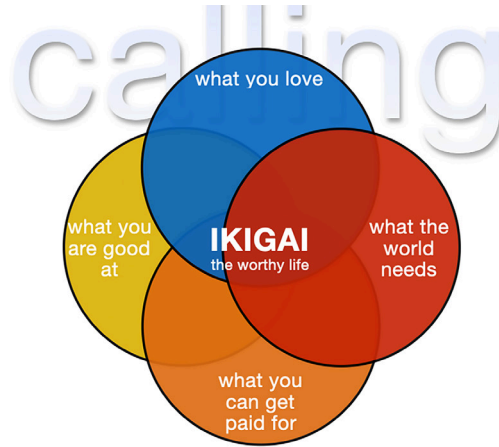 calling
what you love
what you
are good
at
IKIGAI
the worthy life
what the
world
needs
what you
can get
paid for